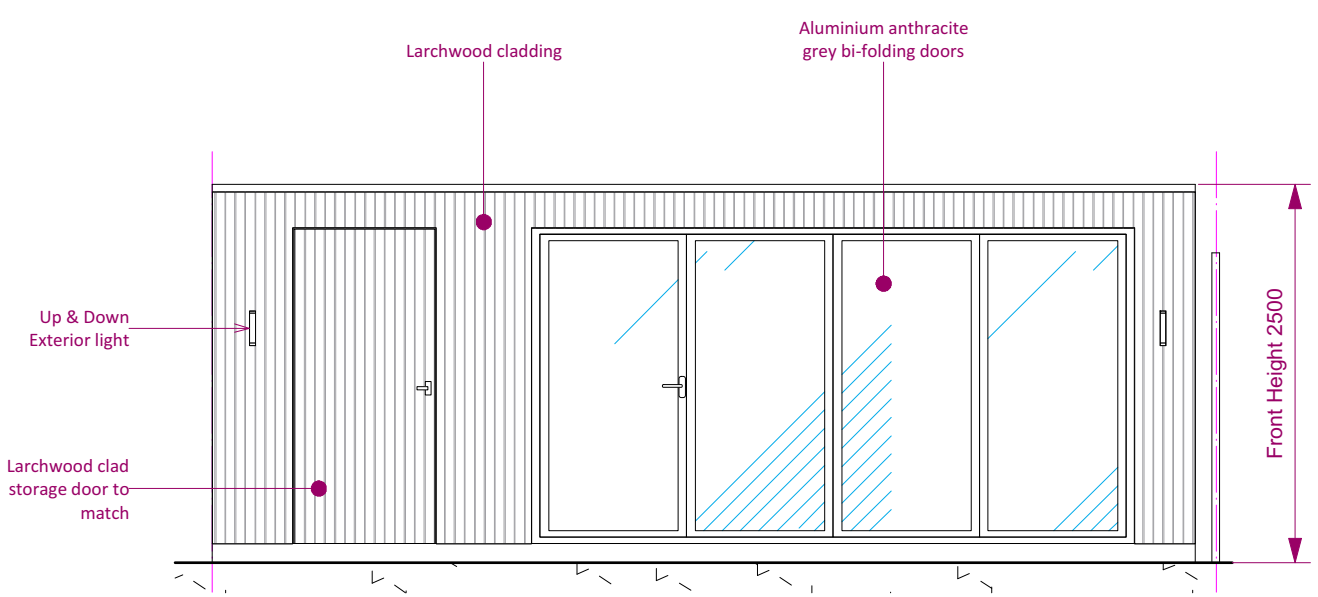 Aluminium anthracite
grey bi-folding doors
Larchwood cladding
Up & Down
Exterior light
Front Height 2500
Larchwood clad
storage door to
match